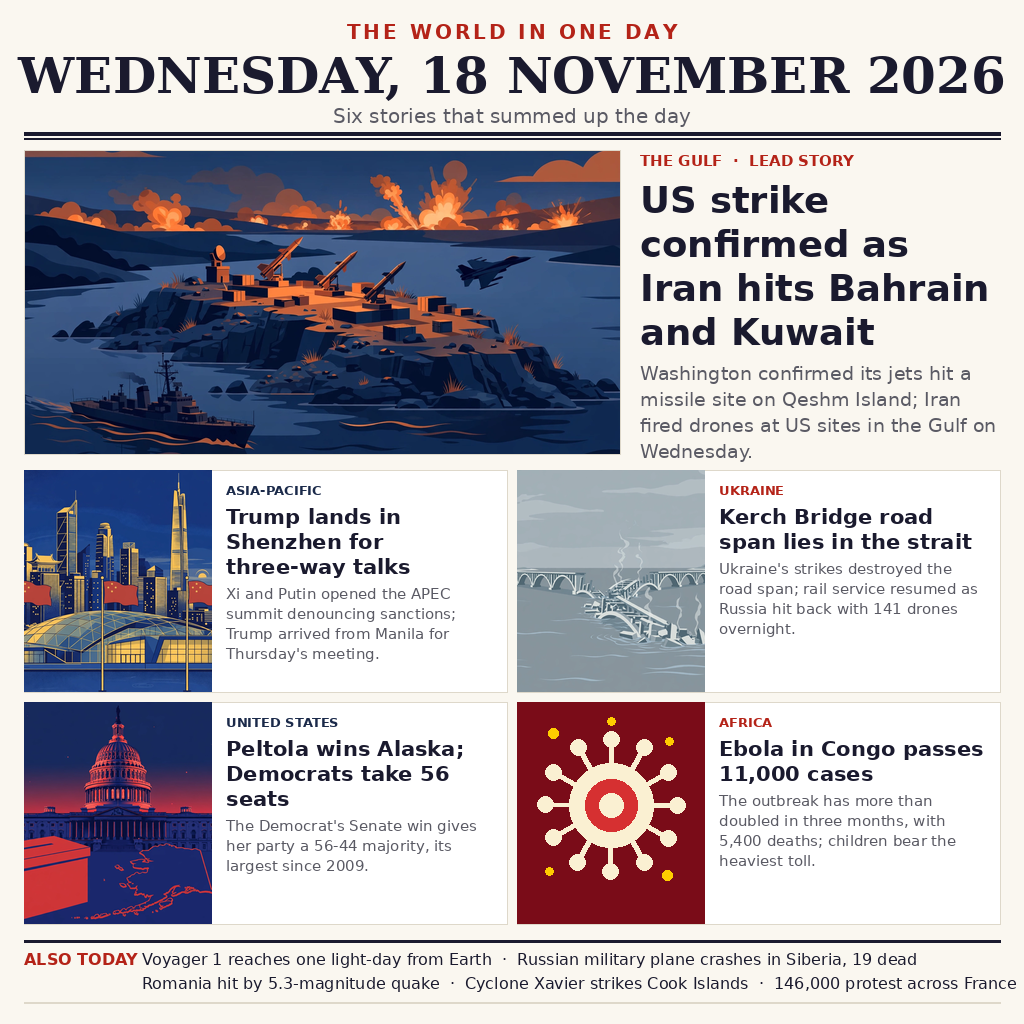 THE WORLD IN ONE DAY
WEDNESDAY, 18 NOVEMBER 2026
Six stories that summed up the day
THE GULF · LEAD STORY
US strike
confirmed as
Iran hits Bahrain
and Kuwait
Washington confirmed its jets hit a
missile site on Qeshm Island; Iran
fired drones at US sites in the Gulf on
Wednesday.
ASIA-PACIFIC
Trump lands in
Shenzhen for
three-way talks
Xi and Putin opened the APEC
summit denouncing sanctions;
Trump arrived from Manila for
Thursday's meeting.
UKRAINE
Kerch Bridge road
span lies in the strait
Ukraine's strikes destroyed the
road span; rail service resumed as
Russia hit back with 141 drones
overnight.
UNITED STATES
Peltola wins Alaska;
Democrats take 56
seats
The Democrat's Senate win gives
her party a 56-44 majority, its
largest since 2009.
AFRICA
Ebola in Congo passes
11,000 cases
The outbreak has more than
doubled in three months, with
5,400 deaths; children bear the
heaviest toll.
ALSO TODAY Voyager 1 reaches one light-day from Earth · Russian military plane crashes in Siberia, 19 dead
Romania hit by 5.3-magnitude quake · Cyclone Xavier strikes Cook Islands · 146,000 protest across France